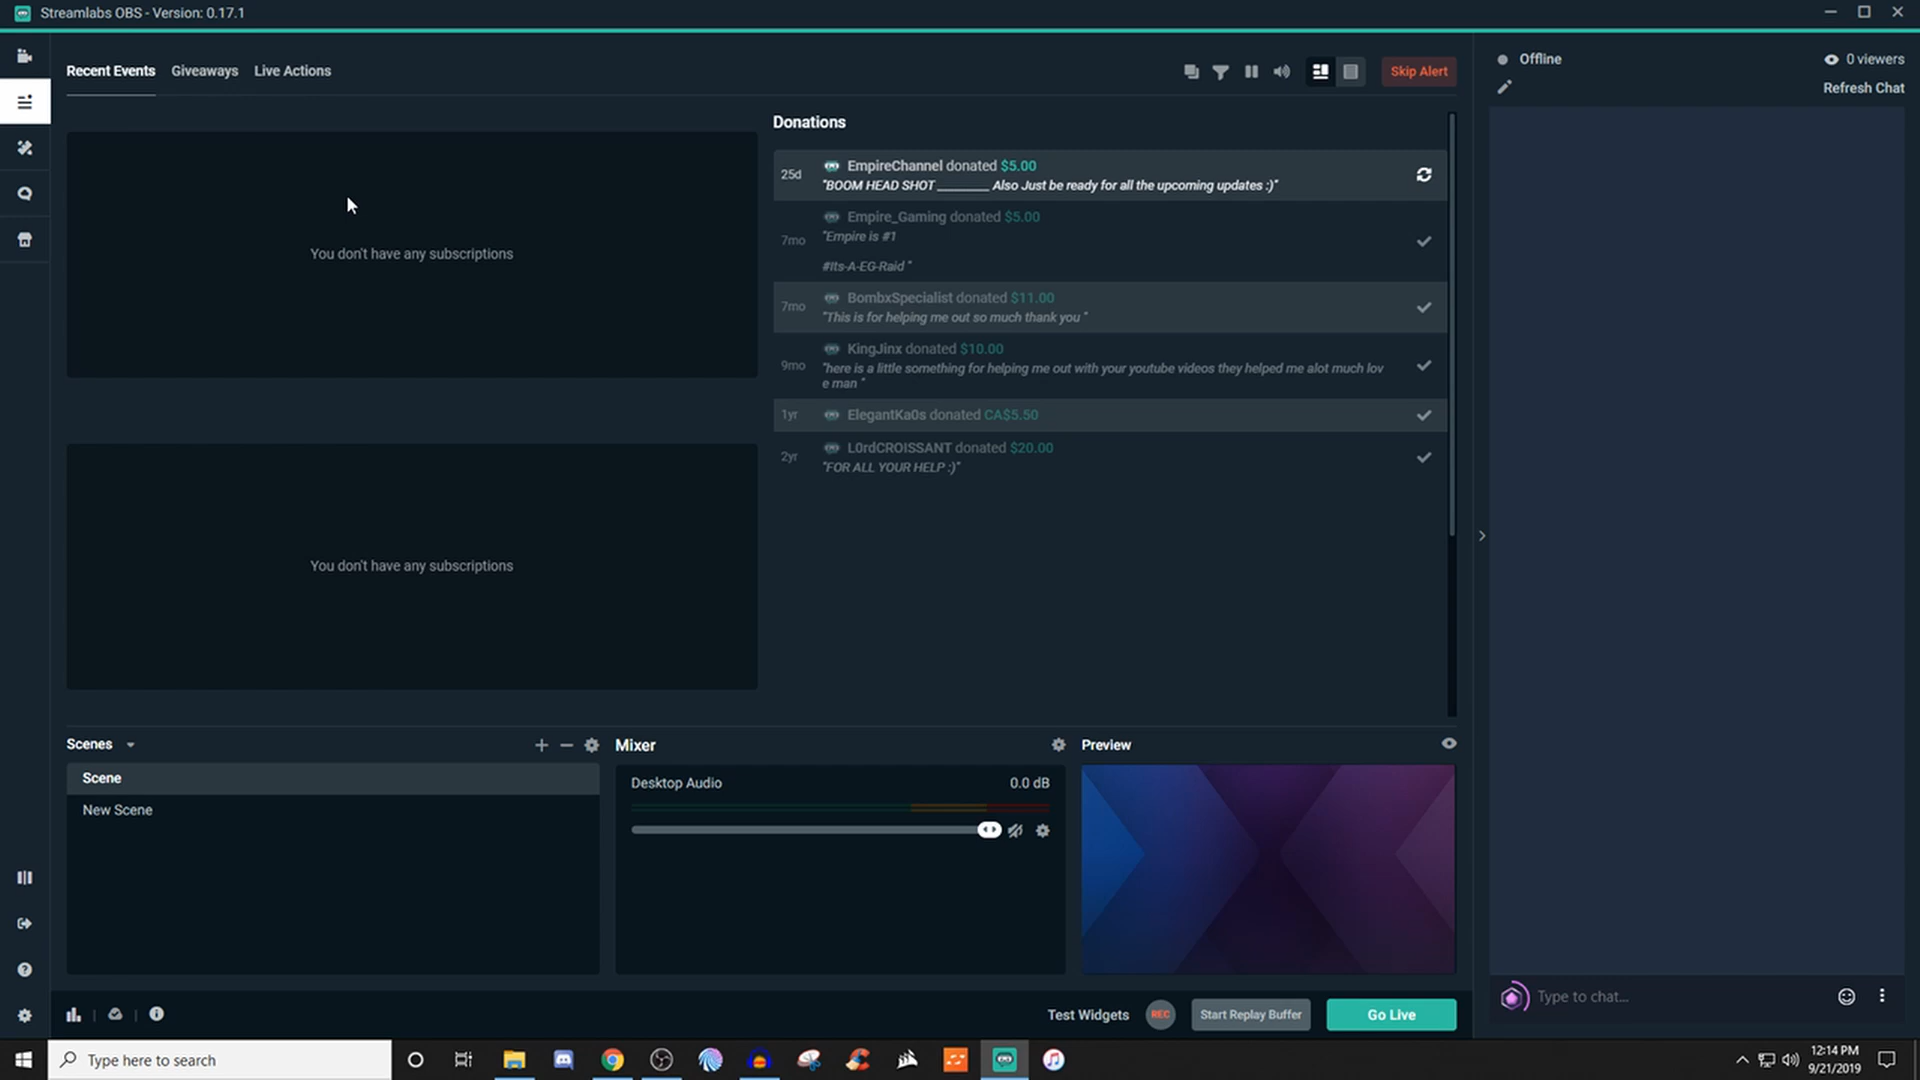 Streamlabs OBS - Version: 0.17.1
Recent Events
Giveaways
Live Actions
Skip Alert
Offline
0 viewers
Refresh Chat
You don't have any subscriptions
You don't have any subscriptions
Donations
25d
EmpireChannel donated $5.00
"BOOM HEAD SHOT ________ Also Just be ready for all the upcoming updates :)"
7mo
Empire_Gaming donated $5.00
"Empire is #1
#Its-A-EG-Raid "
7mo
BombxSpecialist donated $11.00
"This is for helping me out so much thank you "
9mo
KingJinx donated $10.00
"here is a little something for helping me out with your youtube videos they helped me alot much lov
e man "
1yr
ElegantKa0s donated CA$5.50
2yr
L0rdCROISSANT donated $20.00
"FOR ALL YOUR HELP :)"
Scenes
Scene
New Scene
Mixer
Desktop Audio
0.0 dB
Preview
Test Widgets
REC
Start Replay Buffer
Go Live
Type to chat...
Type here to search
12:14 PM
9/21/2019